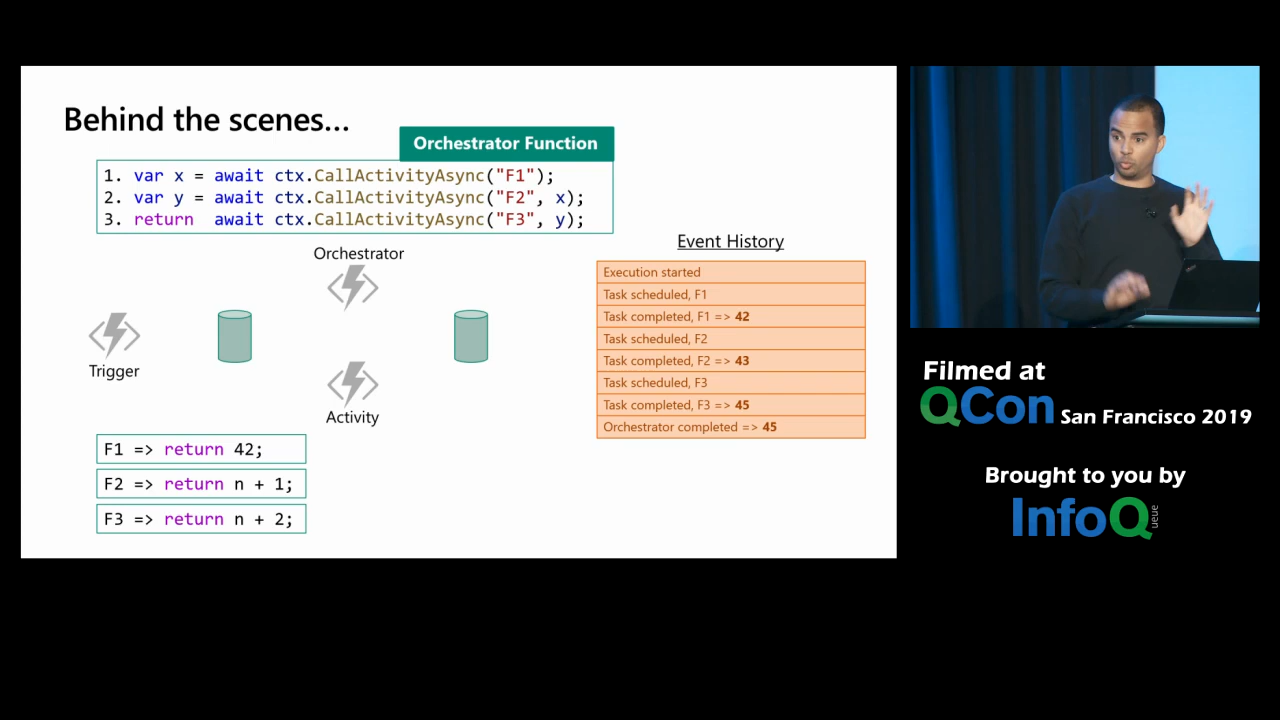 Behind the scenes...
Orchestrator Function
1. var x = await ctx.CallActivityAsync("F1");
2. var y = await ctx.CallActivityAsync("F2", x);
3. return await ctx.CallActivityAsync("F3", y);
Orchestrator
Trigger
Activity
F1 => return 42;
F2 => return n + 1;
F3 => return n + 2;
Event History
Execution started
Task scheduled, F1
Task completed, F1 => 42
Task scheduled, F2
Task completed, F2 => 43
Task scheduled, F3
Task completed, F3 => 45
Orchestrator completed => 45
Filmed at
QCon San Francisco 2019
Brought to you by
InfoQ
ueue